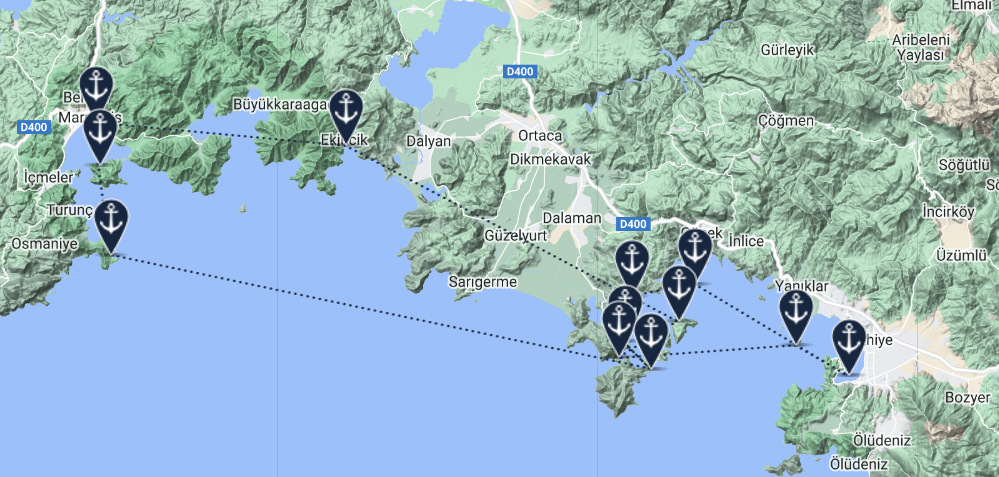 Elmalı
Aribeleni
Yaylası
Gürleyik
D400
Büyükkaraağa
D400
Çöğmen
Ortaca
Dalyan
Dikmekavak
Söğütlü
İçmeler
Turunç
İncirköy
Dalaman
D400
Güzelyurt
İnlice
Osmaniye
Üzümlü
Sarıgerme
Yanıklar
Bozyer
Ölüdeniz
Ölüdeniz